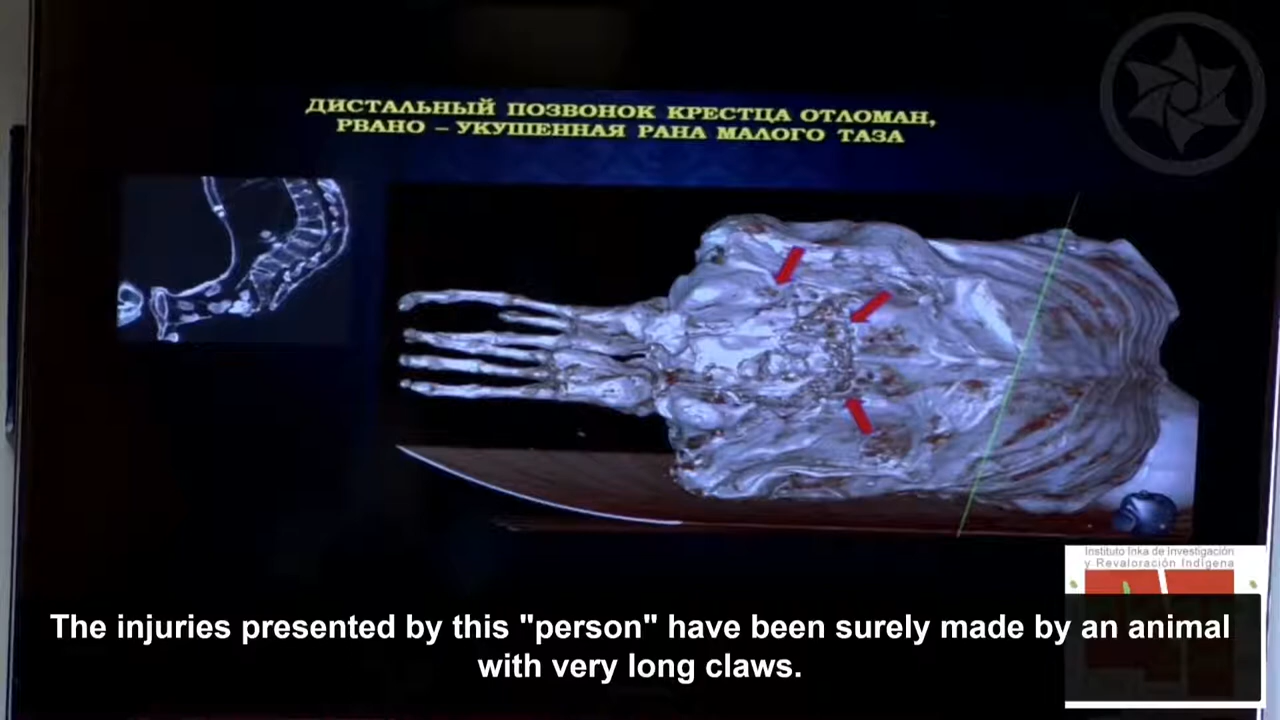 ДИСТАЛЬНЫЙ ПОЗВОНОК КРЕСТЦА ОТЛОМАН,
РВАНО – УКУШЕННАЯ РАНА МАЛОГО ТАЗА
Instituto Inka de Investigación
y Revaloración Indígena
The injuries presented by this "person" have been surely made by an animal
with very long claws.